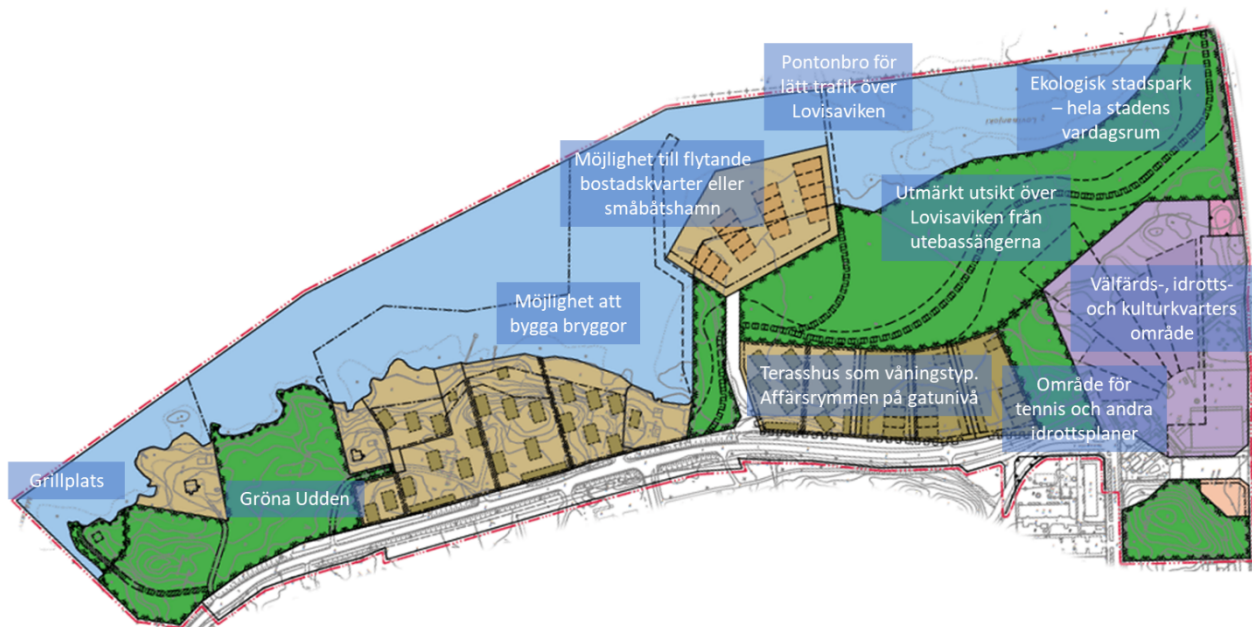 Pontonbro för
lätt trafik över
Lovisaviken
Ekologisk stadspark
– hela stadens
vardagsrum
Möjlighet till flytande
bostadskvarter eller
småbåtshamn
Utmärkt utsikt över
Lovisaviken från
utebassängerna
Välfärds-, idrotts-
och kulturkvarters
område
Möjlighet att
bygga bryggor
Terasshus som våningstyp.
Affärsrymmen på gatunivå
Område för
tennis och andra
idrottsplaner
Grillplats
Gröna Udden